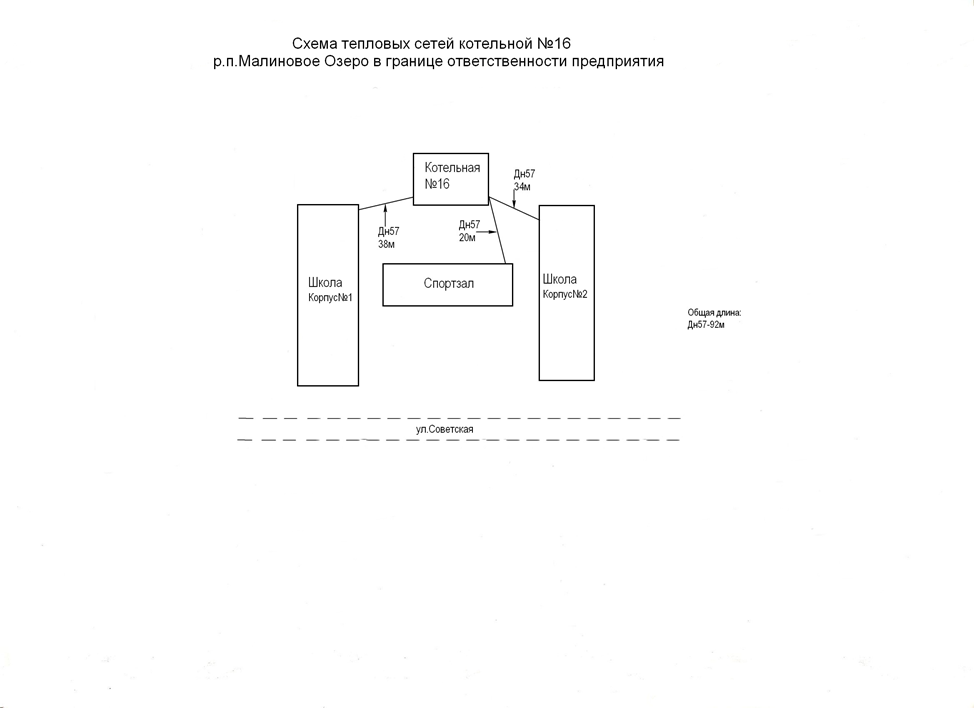 Схема тепловых сетей котельной №16
р.п.Малиновое Озеро в границе ответственности предприятия
Котельная
№16
Дн57
34м
Дн57
38м
Дн57
20м
Школа
Корпус№1
Спортзал
Школа
Корпус№2
Общая длина:
Дн57-92м
ул.Советская